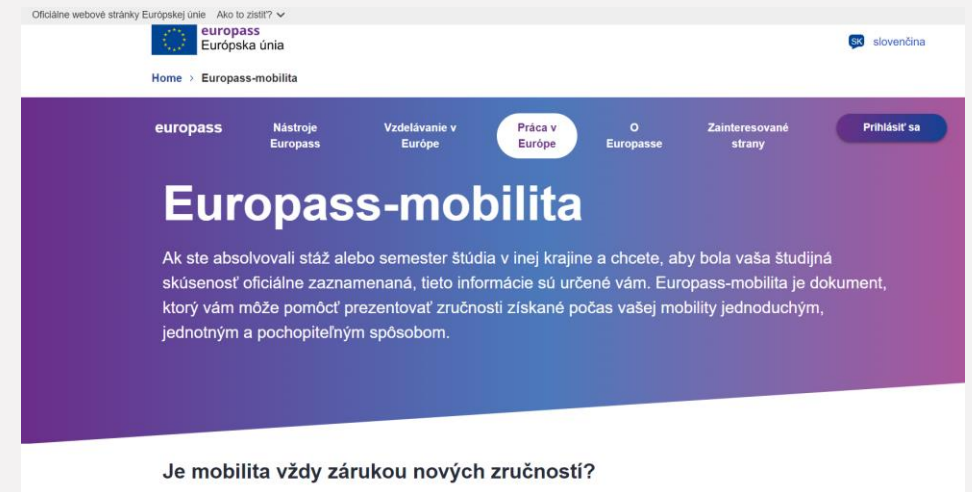 Oficiálne webové stránky Európskej únie Ako to zistiť?
europass
Európska únia
SK slovenčina
Home > Europass-mobilita
europass
Nástroje
Europass
Vzdelávanie v
Európe
Práca v
Európe
O
Europasse
Zainteresované
strany
Prihlásiť sa
Europass-mobilita
Ak ste absolvovali stáž alebo semester štúdia v inej krajine a chcete, aby bola vaša študijná
skúsenosť oficiálne zaznamenaná, tieto informácie sú určené vám. Europass-mobilita je dokument,
ktorý vám môže pomôcť prezentovať zručnosti získané počas vašej mobility jednoduchým,
jednotným a pochopiteľným spôsobom.
Je mobilita vždy zárukou nových zručností?